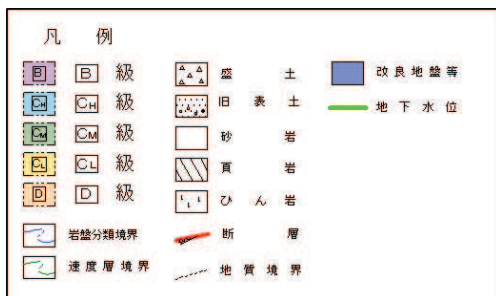 凡例
B B 級 盛土 改良地盤等
CH CH 級 旧表土 地下水位
CM CM 級 砂岩
CL CL 級 頁岩
D D 級 ひん岩
岩盤分類境界 断層
速度層境界 地質境界